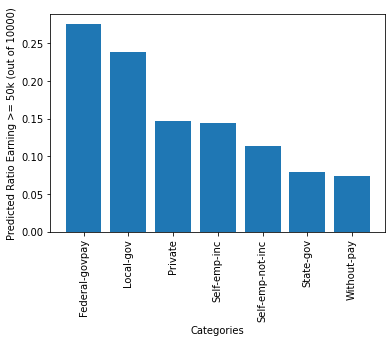 Predicted Ratio Earning >= 50k (out of 10000)
0.25
0.20
0.15
0.10
0.05
0.00
Federal-govpay
Local-gov
Private
Self-emp-inc
Self-emp-not-inc
State-gov
Without-pay
Categories